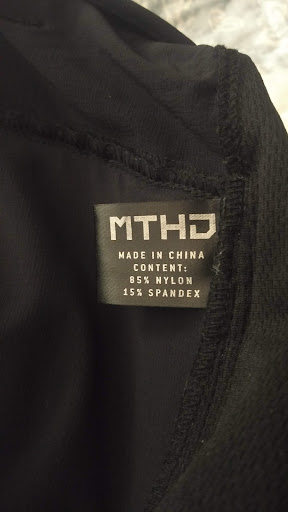 MTHD
MADE IN CHINA
CONTENT:
85% NYLON
15% SPANDEX